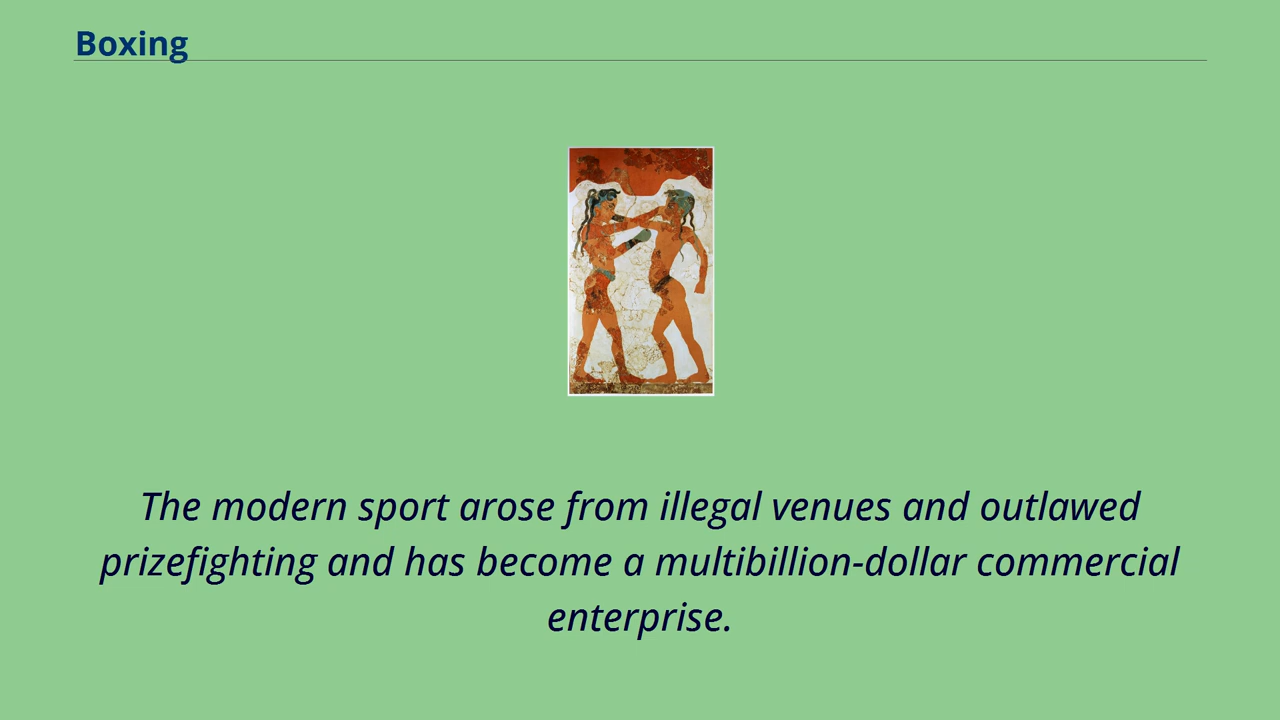 Boxing
The modern sport arose from illegal venues and outlawed
prizefighting and has become a multibillion-dollar commercial
enterprise.